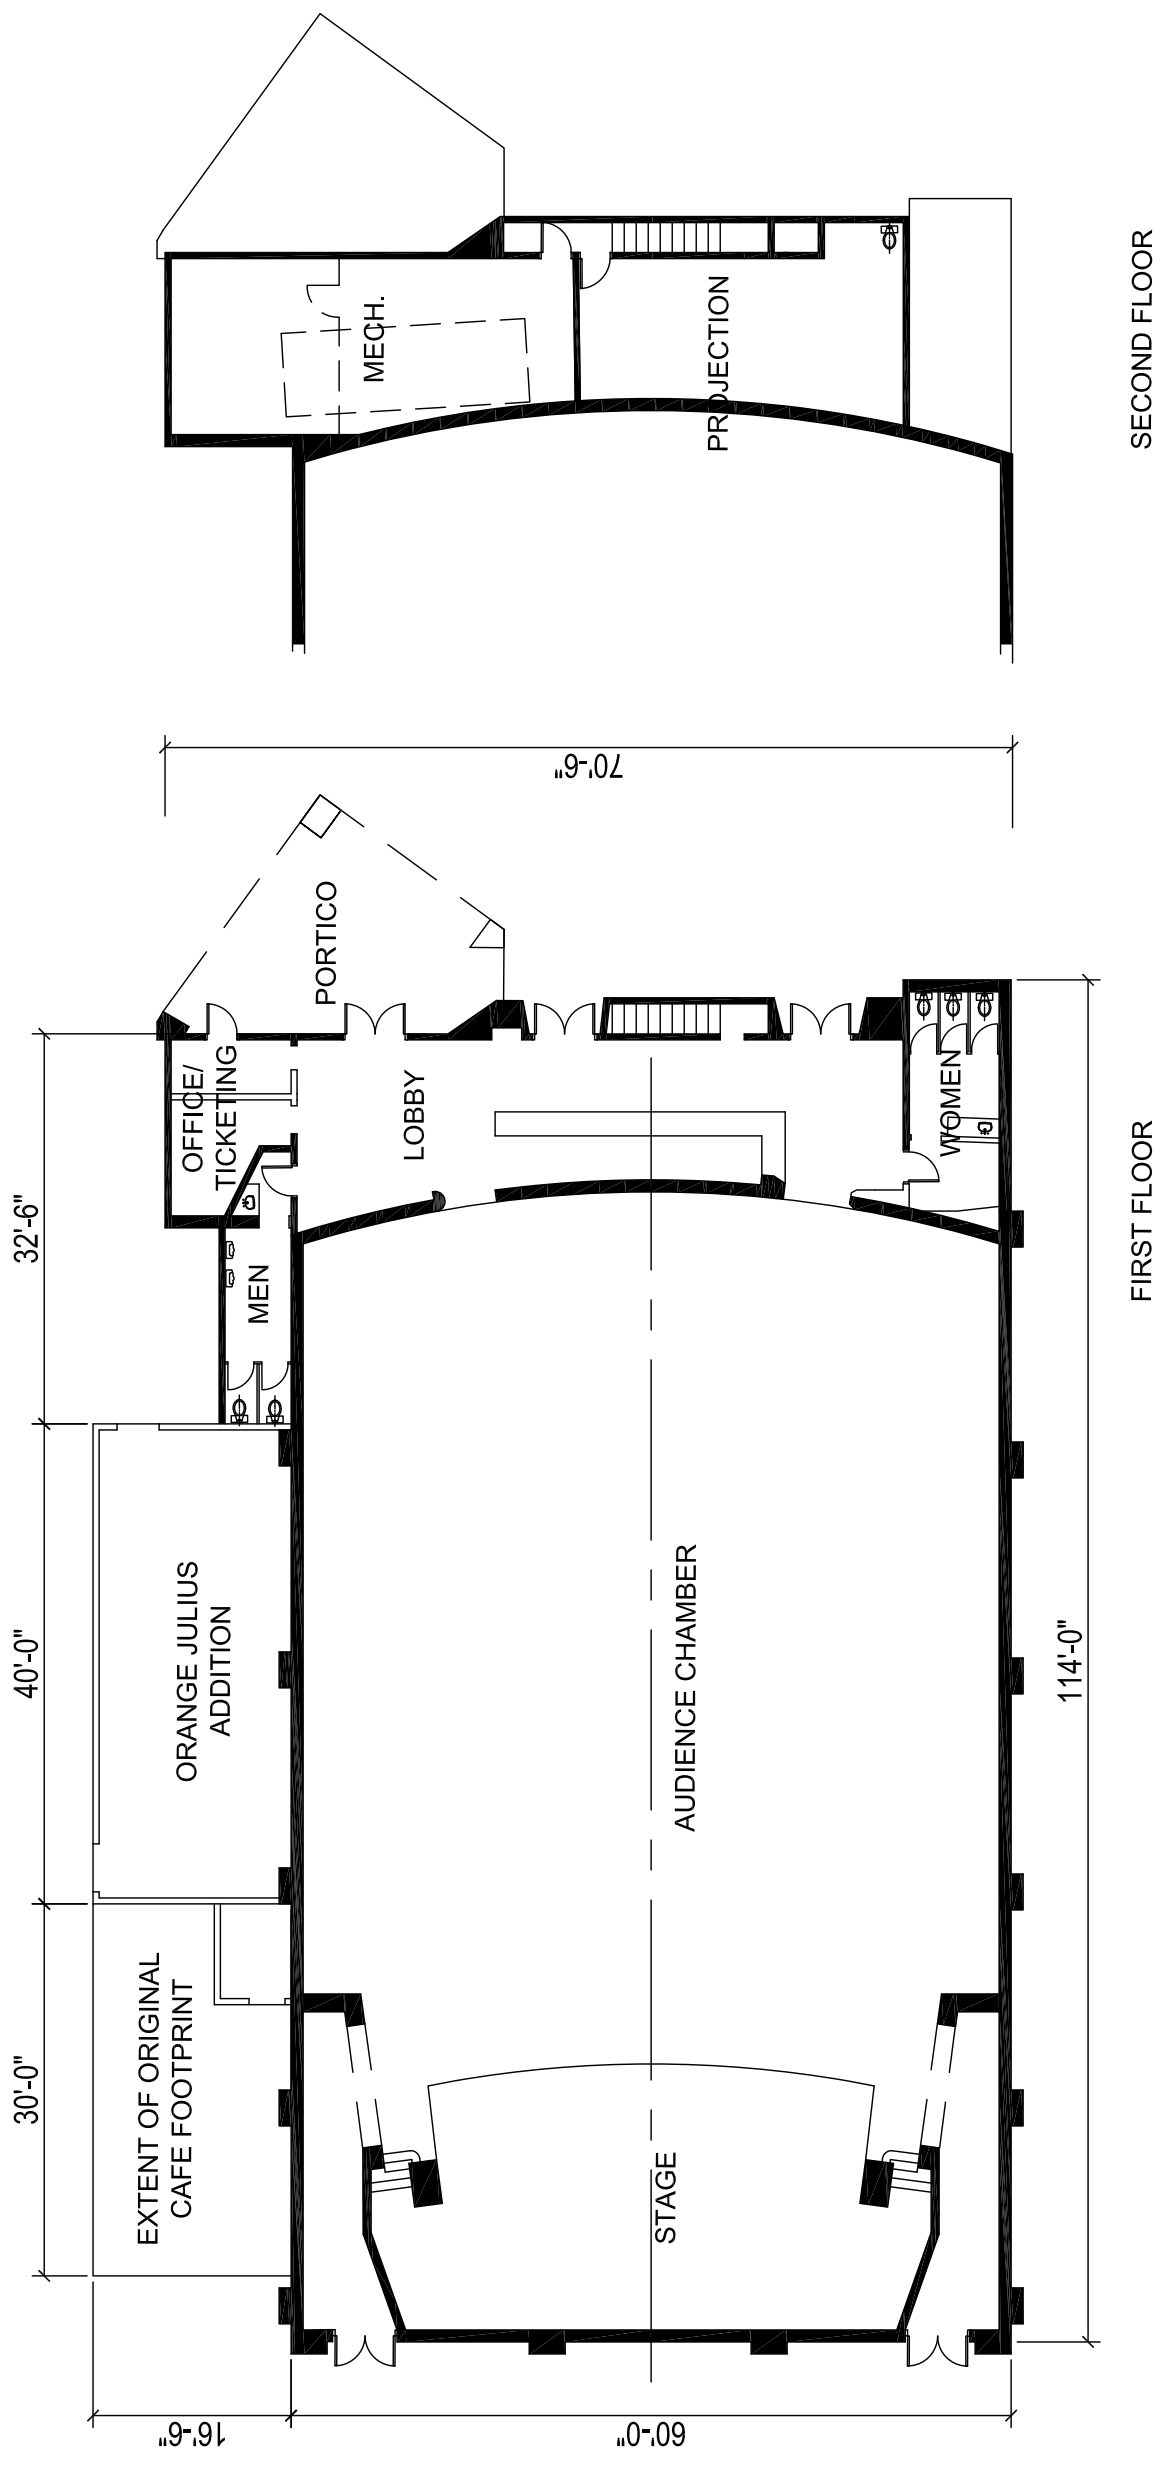 SECOND FLOOR
MECH.
PROJECTION
70'-6"
PORTICO
OFFICE/
TICKETING
LOBBY
WOMEN
MEN
32'-6"
FIRST FLOOR
40'-0"
ORANGE JULIUS
ADDITION
AUDIENCE CHAMBER
114'-0"
30'-0"
EXTENT OF ORIGINAL
CAFE FOOTPRINT
STAGE
16'-6"
60'-0"